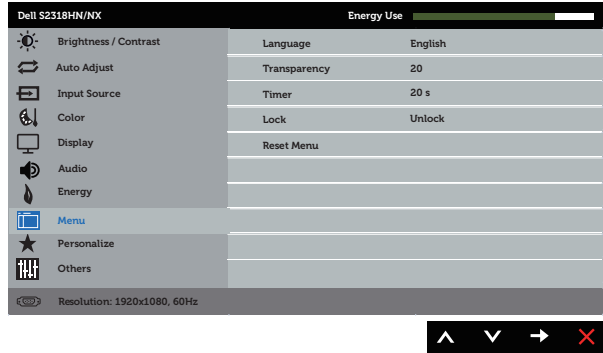 Dell S2318HN/NX Energy Use
Brightness / Contrast
Auto Adjust
Input Source
Color
Display
Audio
Energy
Menu
Personalize
Others
Language English
Transparency 20
Timer 20 s
Lock Unlock
Reset Menu
Resolution: 1920x1080, 60Hz